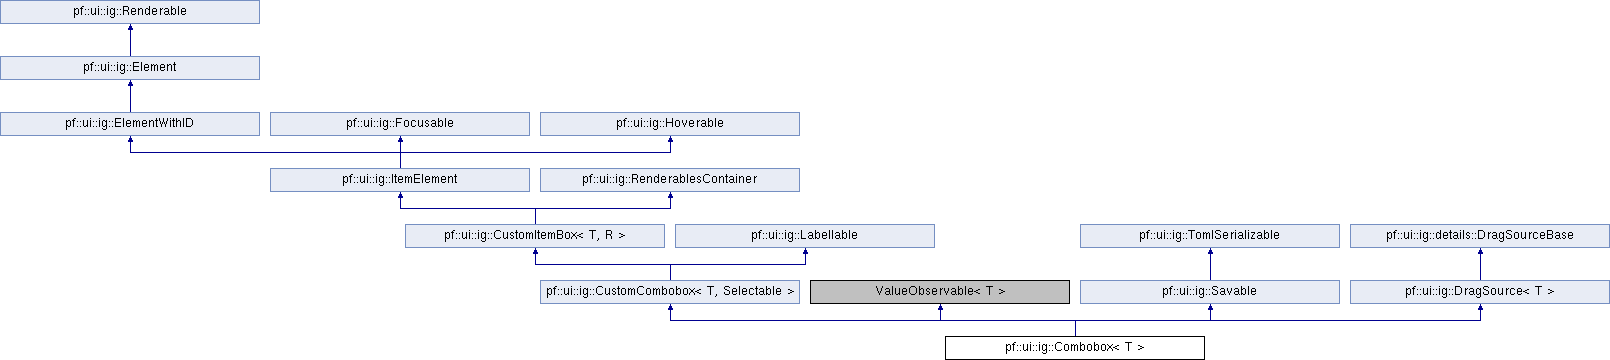 pf::ui::ig::Renderable
pf::ui::ig::Element
pf::ui::ig::ElementWithID
pf::ui::ig::Focusable
pf::ui::ig::Hoverable
pf::ui::ig::ItemElement
pf::ui::ig::RenderablesContainer
pf::ui::ig::CustomItemBox< T, R >
pf::ui::ig::Labellable
pf::ui::ig::TomlSerializable
pf::ui::ig::details::DragSourceBase
pf::ui::ig::CustomCombobox< T, Selectable >
ValueObservable< T >
pf::ui::ig::Savable
pf::ui::ig::DragSource< T >
pf::ui::ig::Combobox< T >